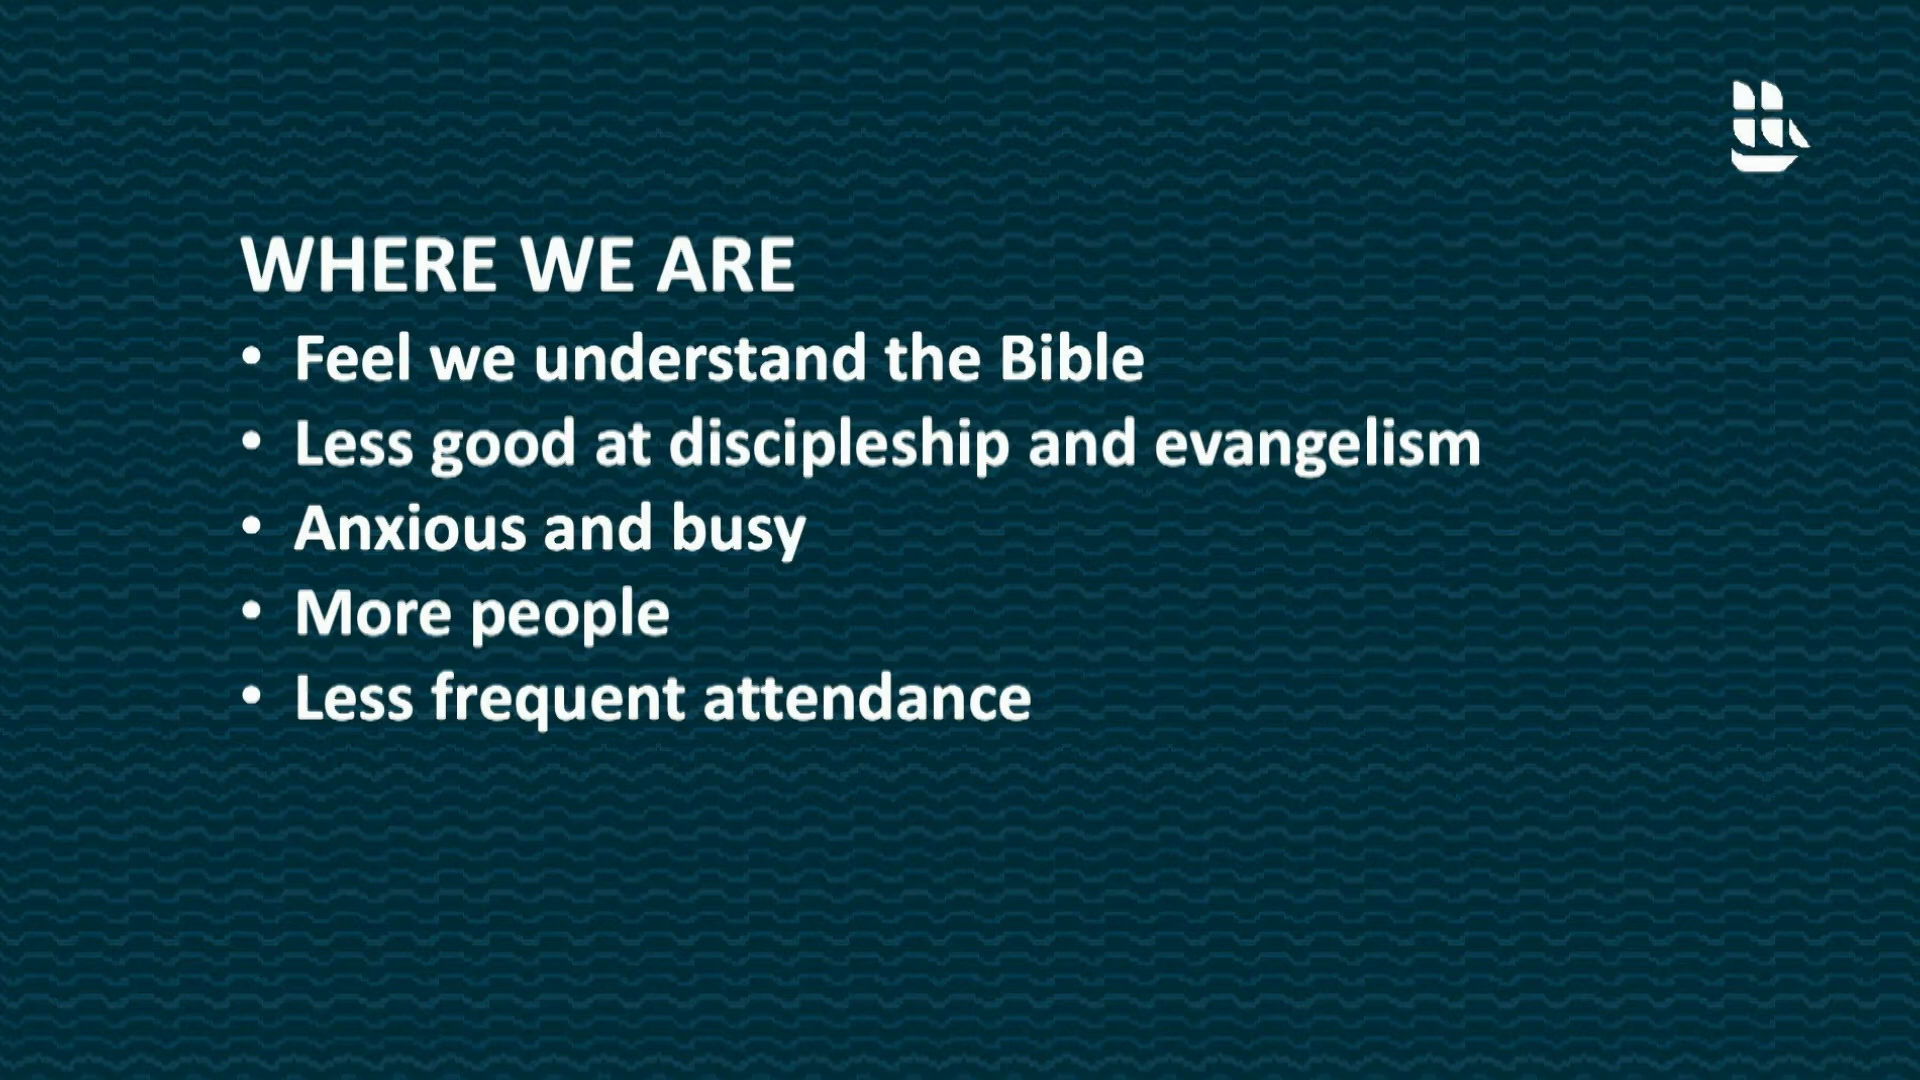 WHERE WE ARE
• Feel we understand the Bible
• Less good at discipleship and evangelism
• Anxious and busy
• More people
• Less frequent attendance